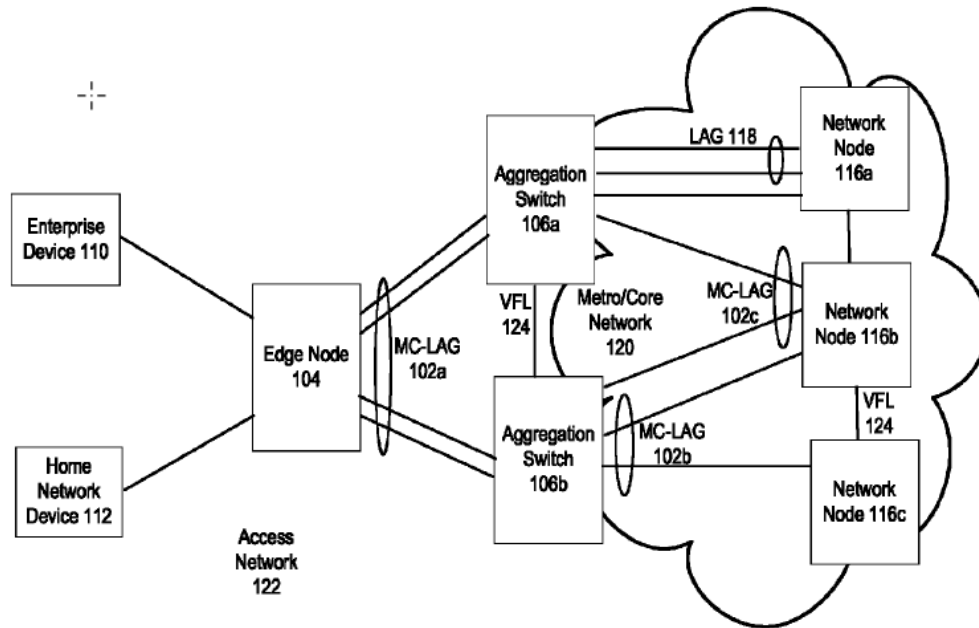 LAG 118
Network
Node
116a
Aggregation
Switch
106a
Enterprise
Device 110
VFL
124
Metro/Core
Network
120
MC-LAG
102c
Network
Node 116b
Edge Node
104
MC-LAG
102a
VFL
124
Aggregation
Switch
106b
MC-LAG
102b
Home
Network
Device 112
Network
Node 116c
Access
Network
122